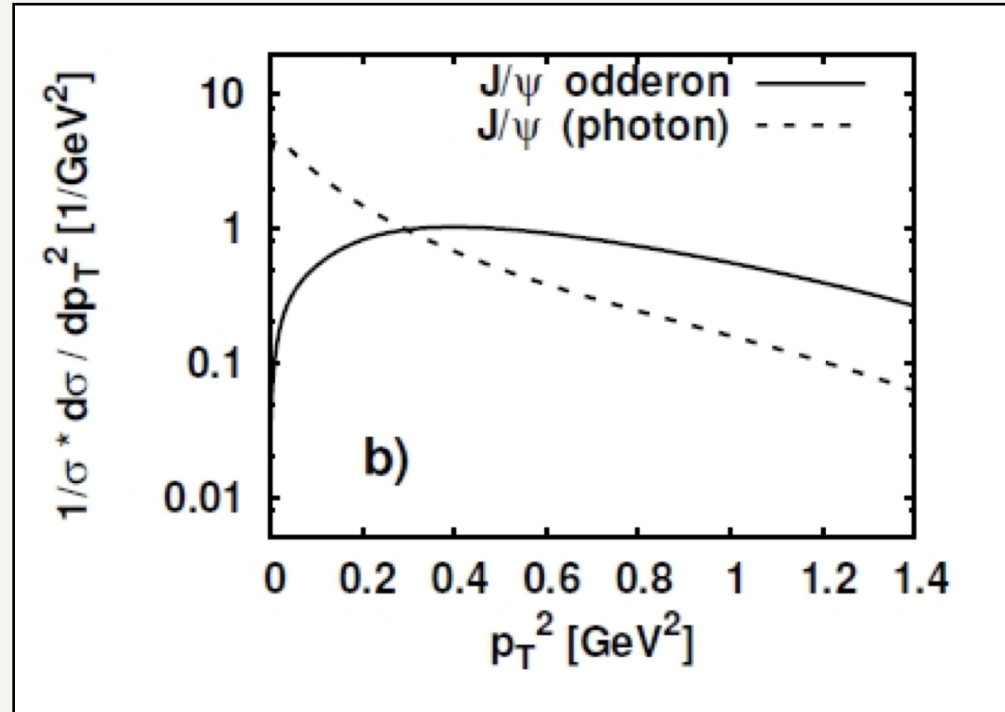 1/σ * dσ / dp_T^2 [1/GeV^2]
10
1
0.1
0.01
J/ψ odderon
J/ψ (photon)
b)
0 0.2 0.4 0.6 0.8 1 1.2 1.4
p_T^2 [GeV^2]